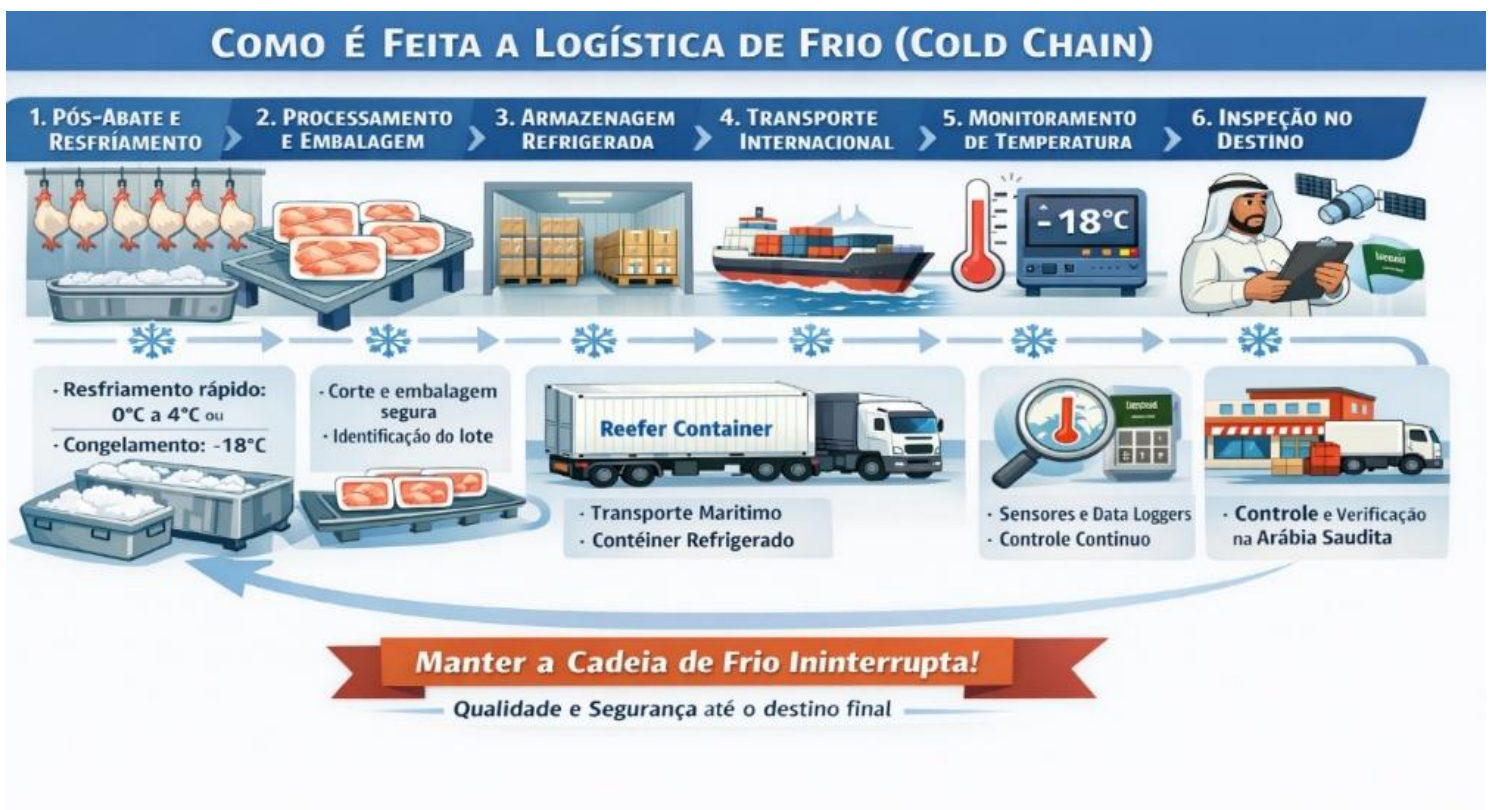 COMO É FEITA A LOGÍSTICA DE FRIO (COLD CHAIN)
1. PÓS-ABATE E
RESFRÍAMENTO
2. PROCESSAMENTO
E EMBALAGEM
3. ARMAZENAGEM
REFRIGERADA
4. TRANSPORTE
INTERNACIONAL
5. MONITORAMENTO
DE TEMPERATURA
6. INSPEÇÃO NO
DESTINO
-18°C
· Resfriamento rápido:
0°C a 4°C ou
· Congelamento: -18°C
· Corte e embalagem
segura
· Identificação do lote
Reefer Container
· Transporte Maritimo
· Contéiner Refrigerado
· Sensores e Data Loggers
· Controle Continuo
· Controle e Verificação
na Arábia Saudita
Manter a Cadeia de Frio Ininterrupta!
Qualidade e Segurança até o destino final